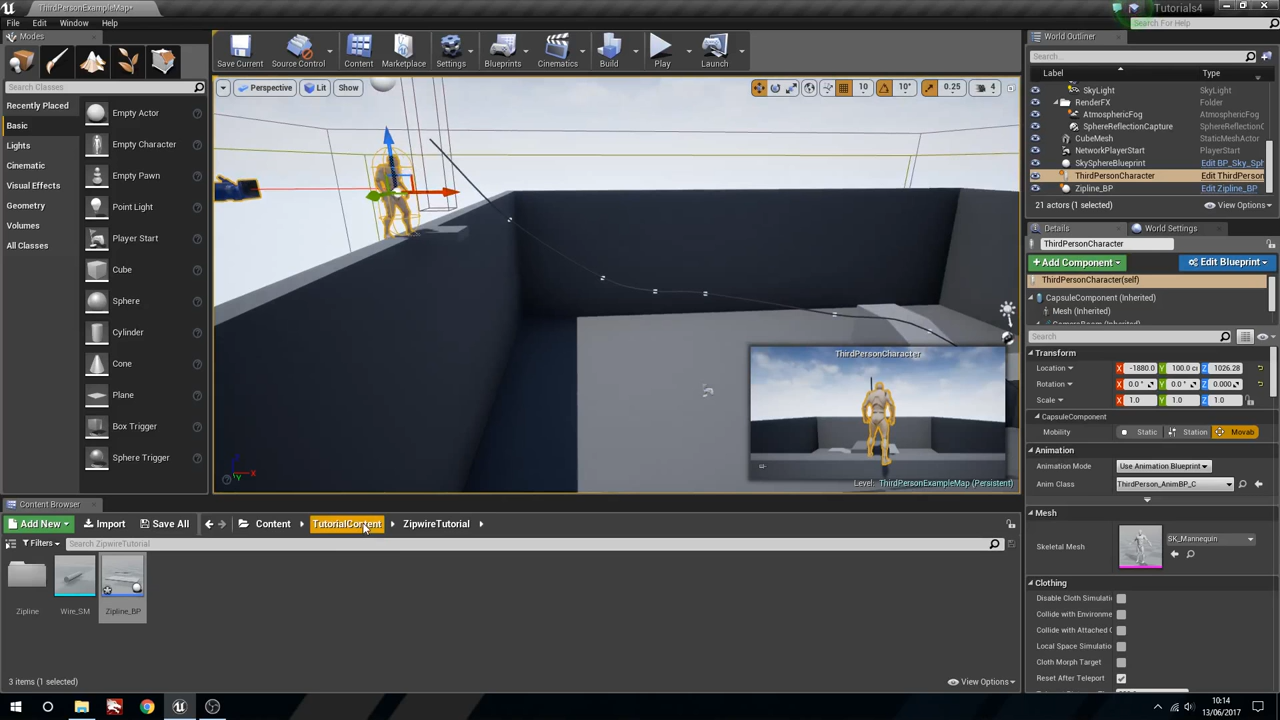 ThirdPersonExampleMap*
Tutorials4
File Edit Window Help
Search For Help
Modes
Search Classes
Recently Placed
Basic
Lights
Cinematic
Visual Effects
Geometry
Volumes
All Classes
Empty Actor
Empty Character
Empty Pawn
Point Light
Player Start
Cube
Sphere
Cylinder
Cone
Plane
Box Trigger
Sphere Trigger
Save Current
Source Control
Content
Marketplace
Settings
Blueprints
Cinematics
Build
Play
Launch
Perspective Lit Show
10 10° 0.25 4
ThirdPersonCharacter
Level: ThirdPersonExampleMap (Persistent)
World Outliner
Search...
Label Type
SkyLight SkyLight
RenderFX Folder
AtmosphericFog AtmosphericFog
SphereReflectionCapture SphereReflectionC
CubeMesh StaticMeshActor
NetworkPlayerStart PlayerStart
SkySphereBlueprint Edit BP_Sky_Sph
ThirdPersonCharacter Edit ThirdPerson
Zipline_BP Edit Zipline_BP
21 actors (1 selected) View Options
Details World Settings
ThirdPersonCharacter
+Add Component Edit Blueprint
ThirdPersonCharacter(self)
CapsuleComponent (Inherited)
Mesh (Inherited)
Search
Transform
Location X -1880.0 Y 100.0 c Z 1026.28
Rotation X 0.0 ° Y 0.0 ° Z 0.000
Scale X 1.0 Y 1.0 Z 1.0
CapsuleComponent
Mobility Static Station Movab
Animation
Animation Mode Use Animation Blueprint
Anim Class ThirdPerson_AnimBP_C
Mesh
Skeletal Mesh SK_Mannequin
Clothing
Disable Cloth Simulati
Collide with Environme
Collide with Attached C
Local Space Simulatio
Cloth Morph Target
Reset After Teleport
Content Browser
Add New Import Save All Content TutorialContent ZipwireTutorial
Filters Search ZipwireTutorial
Zipline
Wire_SM
Zipline_BP
3 items (1 selected) View Options
10:14
13/06/2017